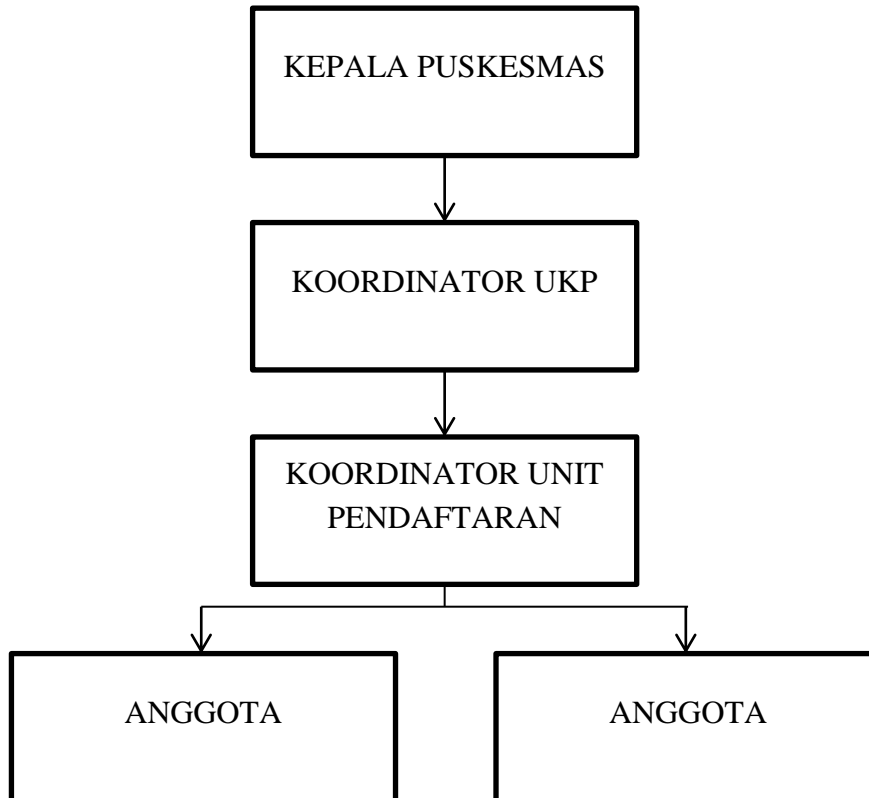 KEPALA PUSKESMAS
KOORDINATOR UKP
KOORDINATOR UNIT
PENDAFTARAN
ANGGOTA
ANGGOTA